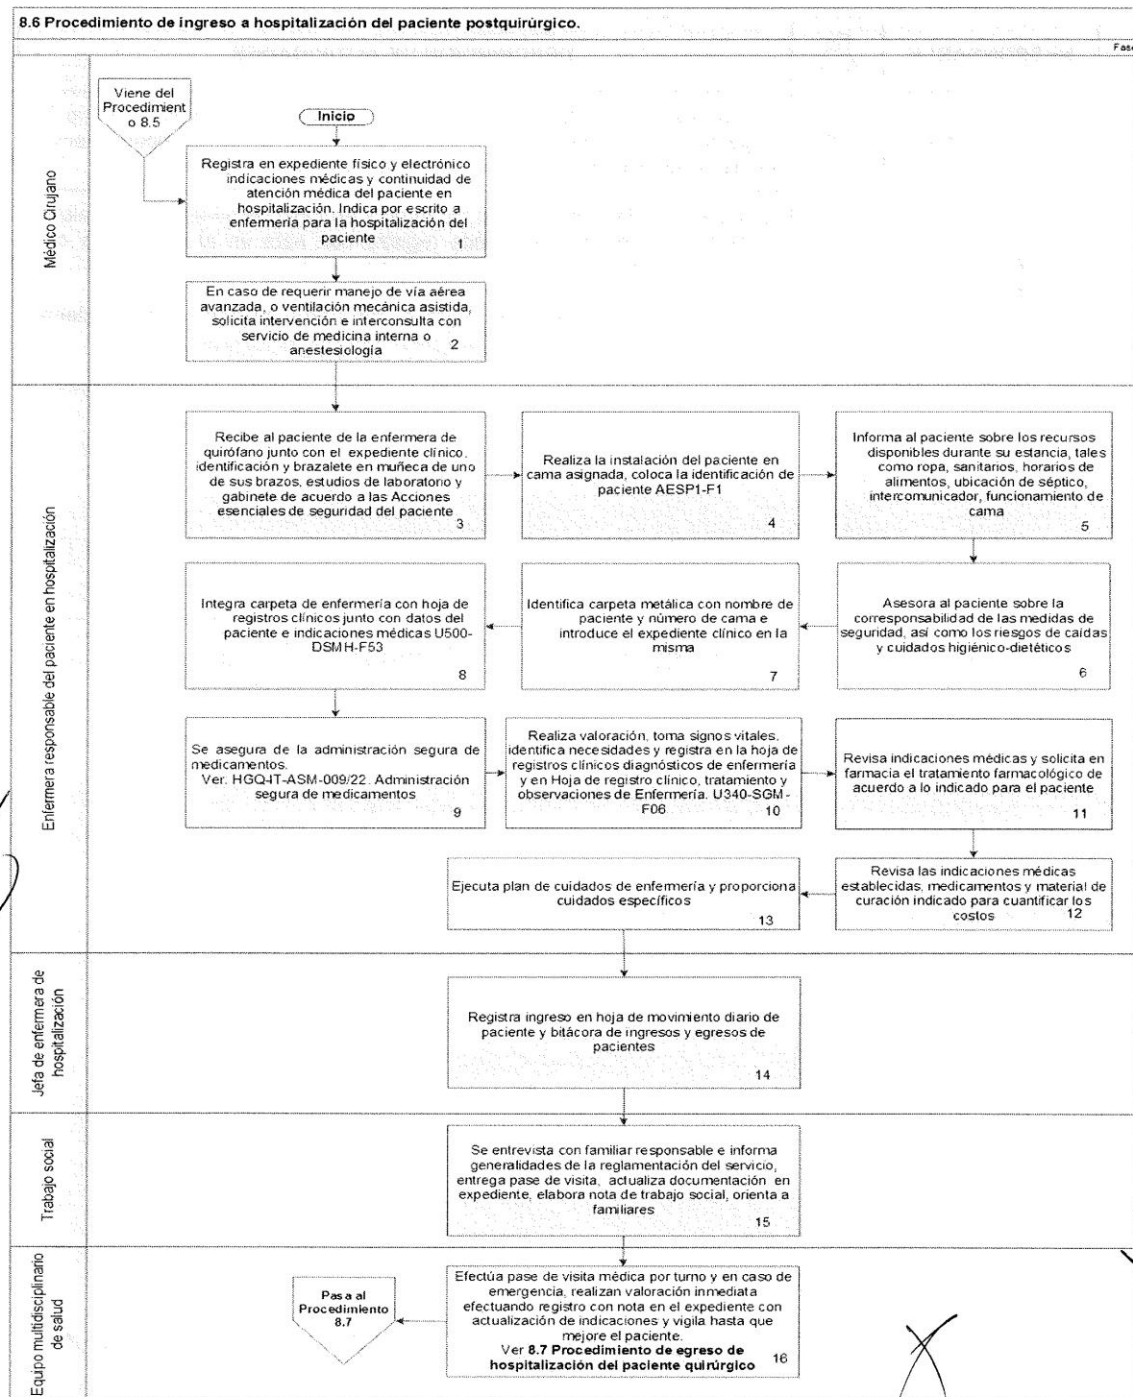 8.6 Procedimiento de ingreso a hospitalización del paciente postquirúrgico.
Fase
Médico Cirujano
Viene del
Procedimient
o 8.5
Inicio
Registra en expediente físico y electrónico
indicaciones médicas y continuidad de
atención médica del paciente en
hospitalización. Indica por escrito a
enfermería para la hospitalización del
paciente
1
En caso de requerir manejo de vía aérea
avanzada, o ventilación mecánica asistida,
solicita intervención e interconsulta con
servicio de medicina interna o
anestesiología
2
Enfermera responsable del paciente en hospitalización
Recibe al paciente de la enfermera de
quirófano junto con el expediente clínico,
identificación y brazalete en muñeca de uno
de sus brazos, estudios de laboratorio y
gabinete de acuerdo a las Acciones
esenciales de seguridad del paciente
3
Realiza la instalación del paciente en
cama asignada, coloca la identificación de
paciente AESP1-F1
4
Informa al paciente sobre los recursos
disponibles durante su estancia, tales
como ropa, sanitarios, horarios de
alimentos, ubicación de séptico,
intercomunicador, funcionamiento de
cama
5
Asesora al paciente sobre la
corresponsabilidad de las medidas de
seguridad, así como los riesgos de caídas
y cuidados higiénico-dietéticos
6
Identifica carpeta metálica con nombre de
paciente y número de cama e
introduce el expediente clínico en la
misma
7
Integra carpeta de enfermería con hoja de
registros clínicos junto con datos del
paciente e indicaciones médicas U500-
DSMH-F53
8
Se asegura de la administración segura de
medicamentos.
Ver. HGQ-IT-ASM-009/22. Administración
segura de medicamentos
9
Realiza valoración, toma signos vitales,
identifica necesidades y registra en la hoja de
registros clínicos diagnósticos de enfermería
y en Hoja de registro clínico, tratamiento y
observaciones de Enfermería. U340-SGM-
F06
10
Revisa indicaciones médicas y solicita en
farmacia el tratamiento farmacológico de
acuerdo a lo indicado para el paciente
11
Revisa las indicaciones médicas
establecidas, medicamentos y material de
curación indicado para cuantificar los
costos
12
Ejecuta plan de cuidados de enfermería y proporciona
cuidados específicos
13
Jefa de enfermera de
hospitalización
Registra ingreso en hoja de movimiento diario de
paciente y bitácora de ingresos y egresos de
pacientes
14
Trabajo social
Se entrevista con familiar responsable e informa
generalidades de la reglamentación del servicio,
entrega pase de visita, actualiza documentación en
expediente, elabora nota de trabajo social, orienta a
familiares
15
Equipo multidisciplinario
de salud
Efectúa pase de visita médica por turno y en caso de
emergencia, realizan valoración inmediata
efectuando registro con nota en el expediente con
actualización de indicaciones y vigila hasta que
mejore el paciente.
Ver 8.7 Procedimiento de egreso de
hospitalización del paciente quirúrgico
16
Pasa al
Procedimiento
8.7